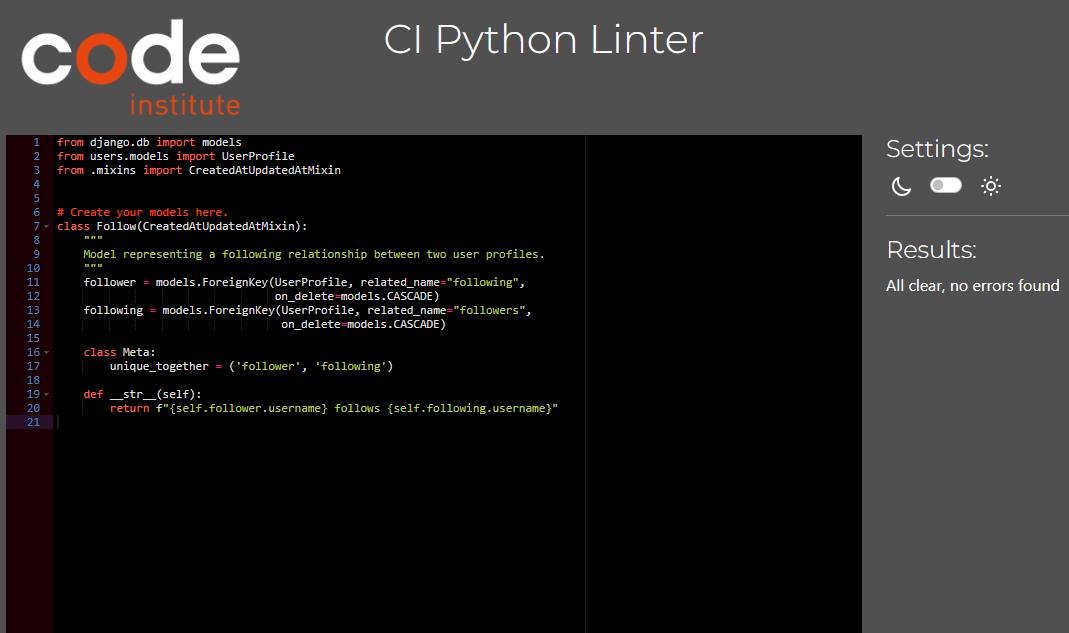 code
institute
CI Python Linter
1 from django.db import models
2 from users.models import UserProfile
3 from .mixins import CreatedAtUpdatedAtMixin
4
5
6 # Create your models here.
7 class Follow(CreatedAtUpdatedAtMixin):
8     """
9     Model representing a following relationship between two user profiles.
10     """
11     follower = models.ForeignKey(UserProfile, related_name="following",
12                                  on_delete=models.CASCADE)
13     following = models.ForeignKey(UserProfile, related_name="followers",
14                                   on_delete=models.CASCADE)
15
16     class Meta:
17         unique_together = ('follower', 'following')
18
19     def __str__(self):
20         return f"{self.follower.username} follows {self.following.username}"
21
Settings:
Results:
All clear, no errors found